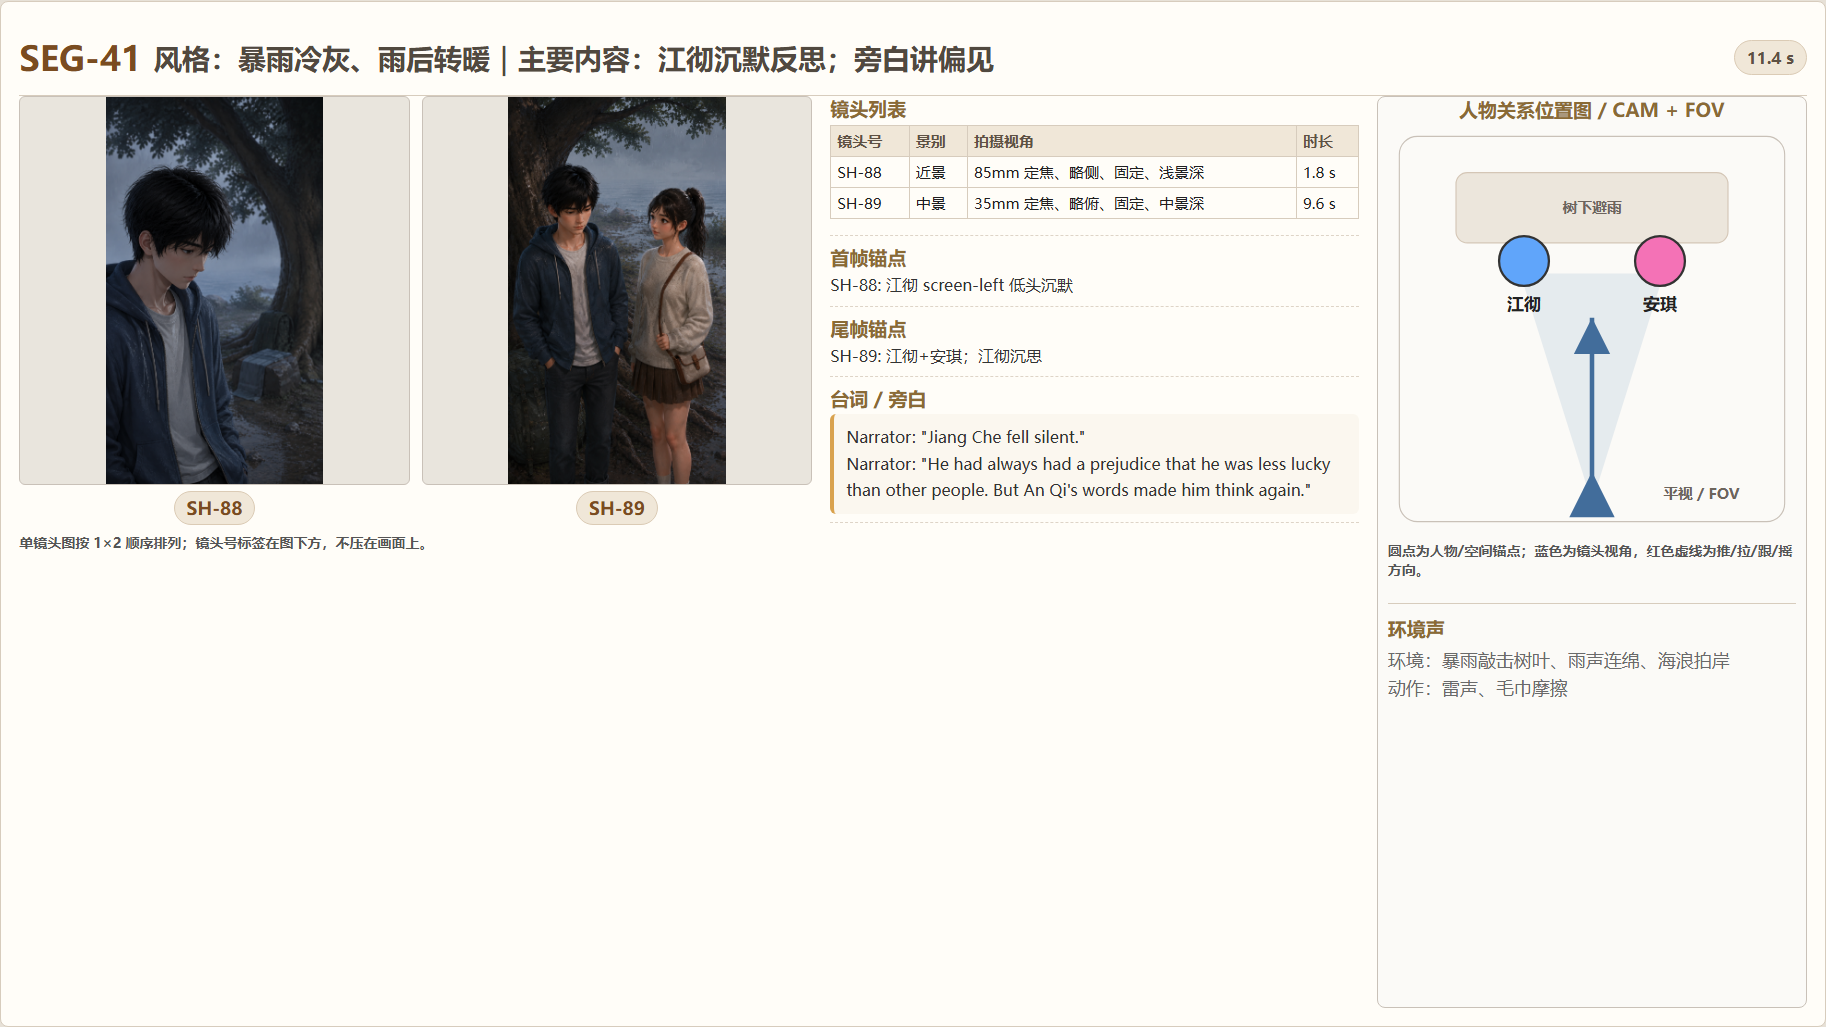 SEG-41 风格：暴雨冷灰、雨后转暖 | 主要内容：江彻沉默反思；旁白讲偏见
11.4 s
SH-88
SH-89
单镜头图按 1×2 顺序排列；镜头号标签在图下方，不压在画面上。
镜头列表
镜头号 景别 拍摄视角 时长
SH-88 近景 85mm 定焦、略侧、固定、浅景深 1.8 s
SH-89 中景 35mm 定焦、略俯、固定、中景深 9.6 s
首帧锚点
SH-88: 江彻 screen-left 低头沉默
尾帧锚点
SH-89: 江彻+安琪；江彻沉思
台词 / 旁白
Narrator: "Jiang Che fell silent."
Narrator: "He had always had a prejudice that he was less lucky
than other people. But An Qi's words made him think again."
人物关系位置图 / CAM + FOV
树下避雨
江彻
安琪
平视 / FOV
圆点为人物/空间锚点；蓝色为镜头视角，红色虚线为推/拉/跟/摇
方向。
环境声
环境：暴雨敲击树叶、雨声连绵、海浪拍岸
动作：雷声、毛巾摩擦